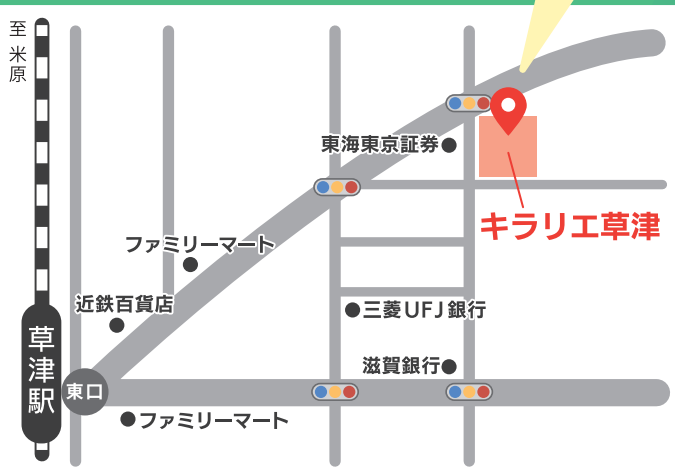 至 米原
東海東京証券
キラリエ草津
ファミリーマート
近鉄百貨店
三菱UFJ銀行
草津駅
滋賀銀行
東口
ファミリーマート